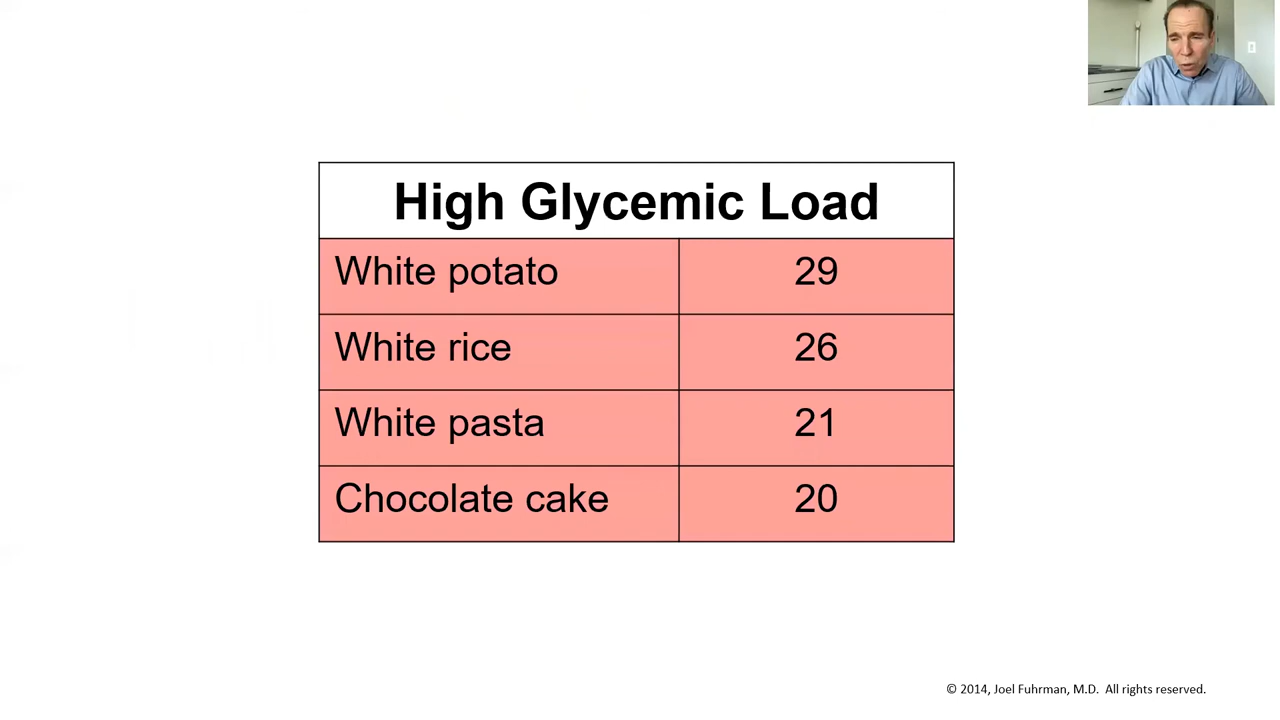 High Glycemic Load
White potato 29
White rice 26
White pasta 21
Chocolate cake 20
© 2014, Joel Fuhrman, M.D. All rights reserved.